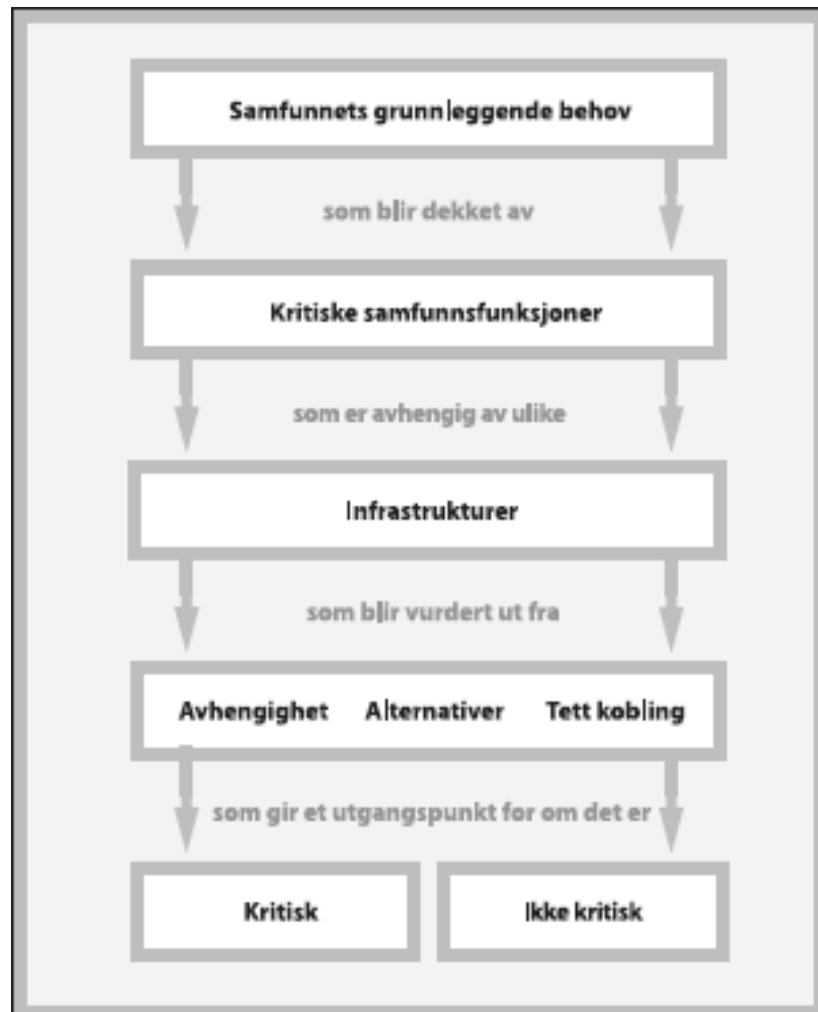 Samfunnets grunnleggende behov
som blir dekket av
Kritiske samfunnsfunksjoner
som er avhengig av ulike
Infrastrukturer
som blir vurdert ut fra
Avhengighet Alternativer Tett kobling
som gir et utgangspunkt for om det er
Kritisk Ikke kritisk